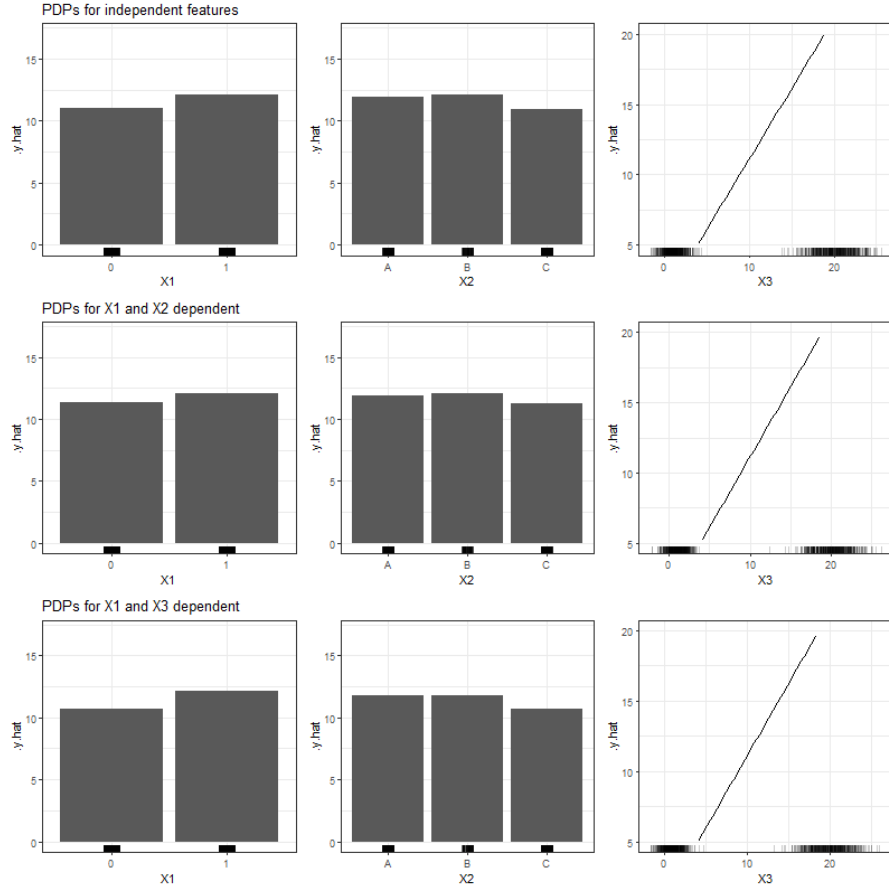 PDPs for independent features
.y.hat
15
10
5
0
0 1
X1
.y.hat
15
10
5
0
A B C
X2
.y.hat
20
15
10
5
0 10 20
X3
PDPs for X1 and X2 dependent
.y.hat
15
10
5
0
0 1
X1
.y.hat
15
10
5
0
A B C
X2
.y.hat
20
15
10
5
0 10 20
X3
PDPs for X1 and X3 dependent
.y.hat
15
10
5
0
0 1
X1
.y.hat
15
10
5
0
A B C
X2
.y.hat
20
15
10
5
0 10 20
X3